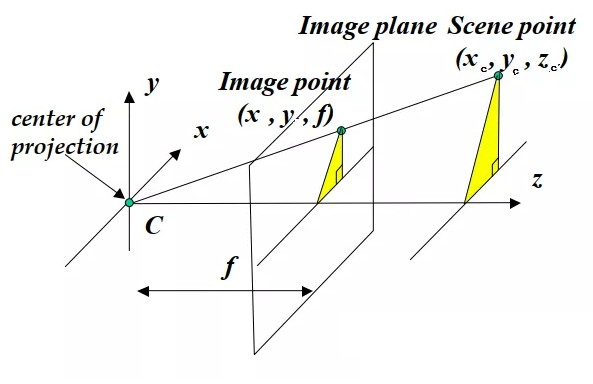 Image plane Scene point
(x_c, y_c, z_c)
Image point
(x, y, f)
y
center of
projection
x
z
C
f